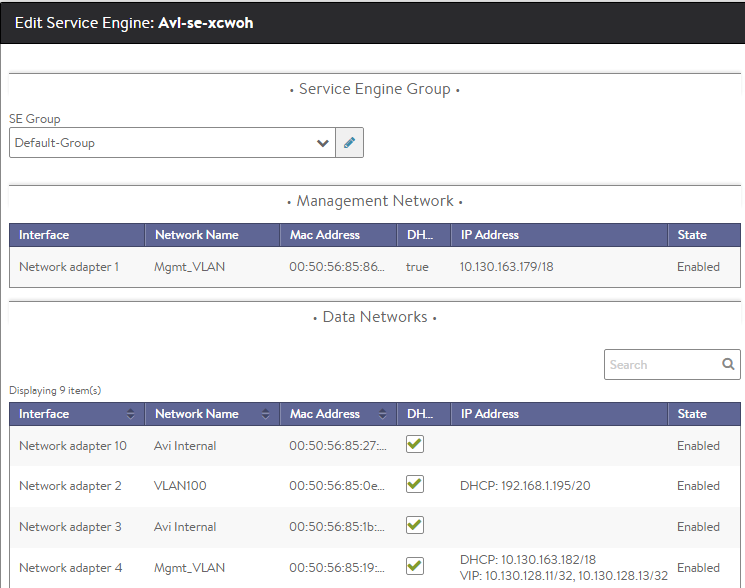 Edit Service Engine: Avi-se-xcwoh
• Service Engine Group •
SE Group
Default-Group
• Management Network •
Interface Network Name Mac Address DH... IP Address State
Network adapter 1 Mgmt_VLAN 00:50:56:85:86... true 10.130.163.179/18 Enabled
• Data Networks •
Search
Displaying 9 item(s)
Interface Network Name Mac Address DH... IP Address State
Network adapter 10 Avi Internal 00:50:56:85:27:... Enabled
Network adapter 2 VLAN100 00:50:56:85:0e... DHCP: 192.168.1.195/20 Enabled
Network adapter 3 Avi Internal 00:50:56:85:1b:... Enabled
Network adapter 4 Mgmt_VLAN 00:50:56:85:19:... DHCP: 10.130.163.182/18 Enabled
VIP: 10.130.128.11/32, 10.130.128.13/32